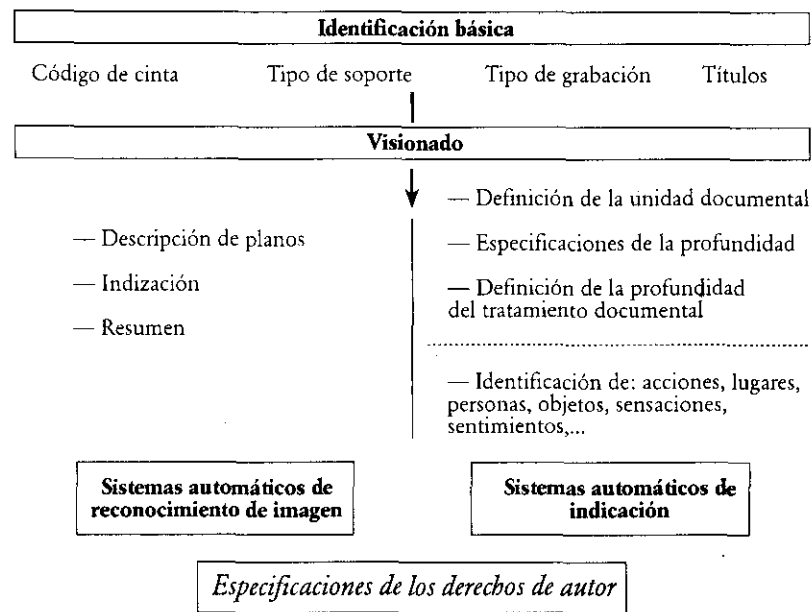 Identificación básica
Código de cinta Tipo de soporte Tipo de grabación Títulos
Visionado
— Descripción de planos
— Indización
— Resumen
— Definición de la unidad documental
— Especificaciones de la profundidad
— Definición de la profundidad
del tratamiento documental
— Identificación de: acciones, lugares,
personas, objetos, sensaciones,
sentimientos,...
Sistemas automáticos de
reconocimiento de imagen
Sistemas automáticos de
indicación
Especificaciones de los derechos de autor